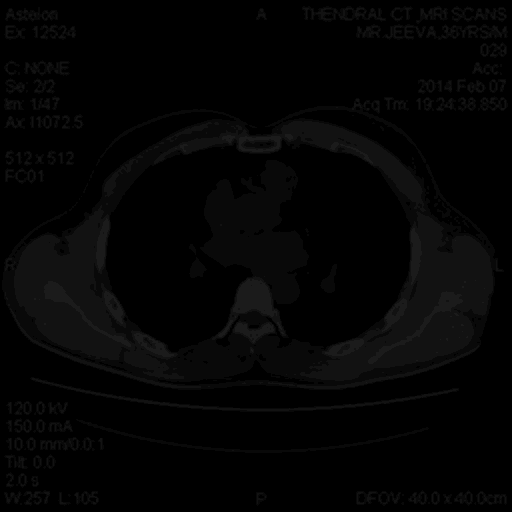 Asteion
Ex: 12524
C: NONE
Se: 2/2
Im: 1/47
Ax: I1072.5
512 x 512
FC01
A
THENDRAL CT ,MRI SCANS
MR.JEEVA,36YRS/M
029
Acc:
2014 Feb 07
Acq Tm: 19:24:38.850
R
L
120.0 kV
150.0 mA
10.0 mm/0.0:1
Tilt: 0.0
2.0 s
W:257 L:105
P
DFOV: 40.0 x 40.0cm